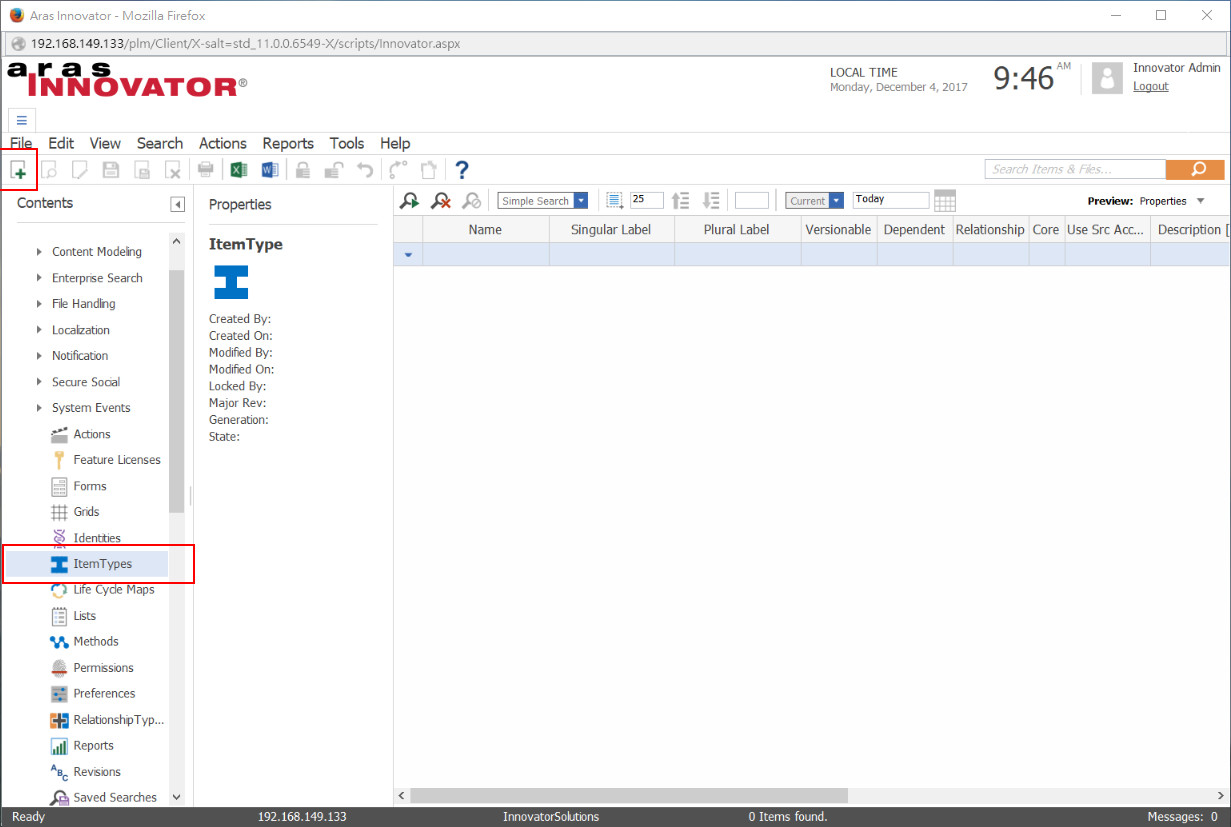 Aras Innovator - Mozilla Firefox
192.168.149.133/plm/Client/X-salt=std_11.0.0.6549-X/scripts/Innovator.aspx
aras
INNOVATOR®
LOCAL TIME
Monday, December 4, 2017
9:46 AM
Innovator Admin
Logout
File Edit View Search Actions Reports Tools Help
Search Items & Files...
Contents
Content Modeling
Enterprise Search
File Handling
Localization
Notification
Secure Social
System Events
Actions
Feature Licenses
Forms
Grids
Identities
ItemTypes
Life Cycle Maps
Lists
Methods
Permissions
Preferences
RelationshipTyp...
Reports
Revisions
Saved Searches
Properties
ItemType
Created By:
Created On:
Modified By:
Modified On:
Locked By:
Major Rev:
Generation:
State:
Simple Search 25 Current Today Preview: Properties
Name Singular Label Plural Label Versionable Dependent Relationship Core Use Src Acc... Description [
Ready 192.168.149.133 InnovatorSolutions 0 Items found. Messages: 0